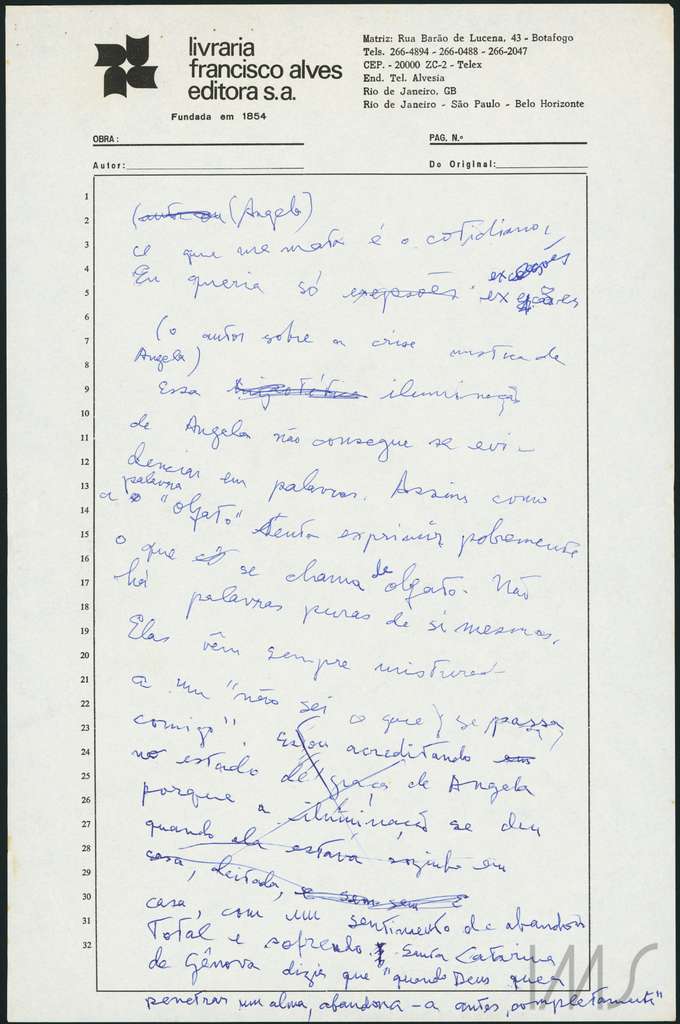 livraria
francisco alves
editora s.a.
Fundada em 1854
Matriz: Rua Barão de Lucena, 43 - Botafogo
Tels. 266-4894 - 266-0488 - 266-2047
CEP. - 20000 ZC-2 - Telex
End. Tel. Alvesia
Rio de Janeiro, GB
Rio de Janeiro - São Paulo - Belo Horizonte
OBRA:
PAG. N.º
Autor:
Do Original:
1
2
3
4
5
6
7
8
9
10
11
12
13
14
15
16
17
18
19
20
21
22
23
24
25
26
27
28
29
30
31
32
(Angela)
O que me mata é o cotidiano,
Eu queria só exceções
(o autor sobre a crise mística de
Angela)
Essa iluminação
de Angela não consegue se evi-
denciar em palavras. Assim como
a palavra "olfato" tenta exprimir pobremente
o que se chama de olfato. Não
há palavras puras de si mesmas.
Elas vêm sempre misturad
a um "não sei o que) se passa
comigo". Estou acreditando em
no estado de graça de Angela
porque a iluminação se deu
quando ela estava sozinha em
casa, deitada, e sem
casa, com um sentimento de abandono
total e sofrendo. Santa Catarina
de Gênova dizia que "quando Deus quer
penetrar um alma, abandona-a antes completamente"
IMS